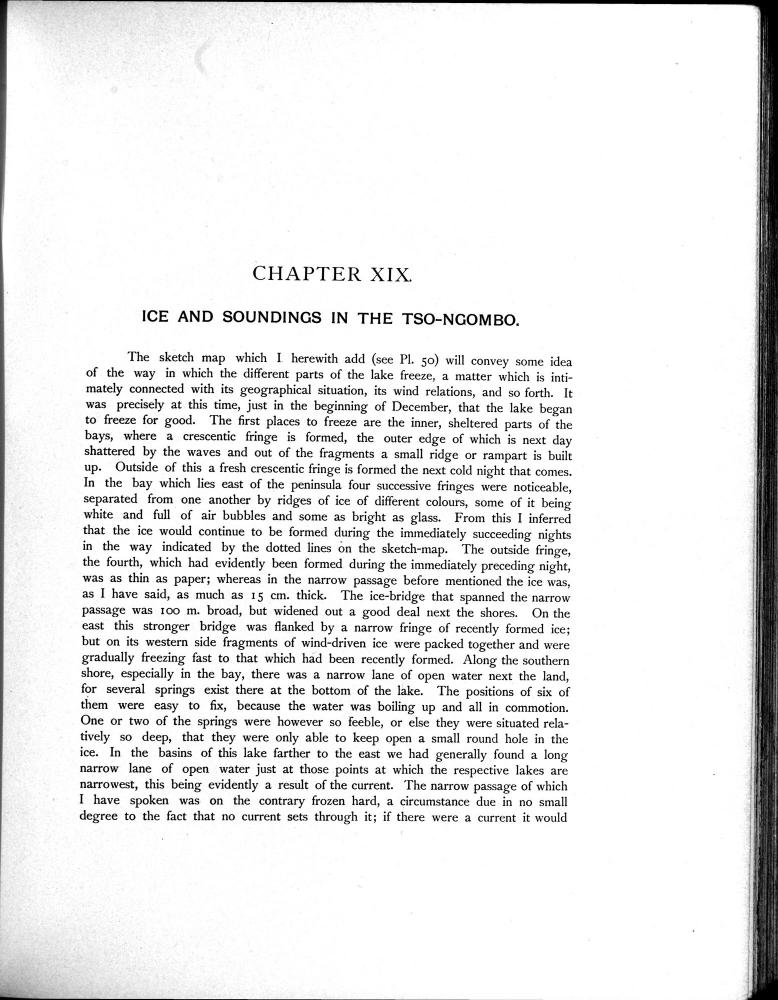 CHAPTER XIX.
ICE AND SOUNDINGS IN THE TSO-NGOMBO.
The sketch map which I herewith add (see Pl. 50) will convey some idea
of the way in which the different parts of the lake freeze, a matter which is inti-
mately connected with its geographical situation, its wind relations, and so forth. It
was precisely at this time, just in the beginning of December, that the lake began
to freeze for good. The first places to freeze are the inner, sheltered parts of the
bays, where a crescentic fringe is formed, the outer edge of which is next day
shattered by the waves and out of the fragments a small ridge or rampart is built
up. Outside of this a fresh crescentic fringe is formed the next cold night that comes.
In the bay which lies east of the peninsula four successive fringes were noticeable,
separated from one another by ridges of ice of different colours, some of it being
white and full of air bubbles and some as bright as glass. From this I inferred
that the ice would continue to be formed during the immediately succeeding nights
in the way indicated by the dotted lines on the sketch-map. The outside fringe,
the fourth, which had evidently been formed during the immediately preceding night,
was as thin as paper; whereas in the narrow passage before mentioned the ice was,
as I have said, as much as 15 cm. thick. The ice-bridge that spanned the narrow
passage was 100 m. broad, but widened out a good deal next the shores. On the
east this stronger bridge was flanked by a narrow fringe of recently formed ice;
but on its western side fragments of wind-driven ice were packed together and were
gradually freezing fast to that which had been recently formed. Along the southern
shore, especially in the bay, there was a narrow lane of open water next the land,
for several springs exist there at the bottom of the lake. The positions of six of
them were easy to fix, because the water was boiling up and all in commotion.
One or two of the springs were however so feeble, or else they were situated rela-
tively so deep, that they were only able to keep open a small round hole in the
ice. In the basins of this lake farther to the east we had generally found a long
narrow lane of open water just at those points at which the respective lakes are
narrowest, this being evidently a result of the current. The narrow passage of which
I have spoken was on the contrary frozen hard, a circumstance due in no small
degree to the fact that no current sets through it; if there were a current it would